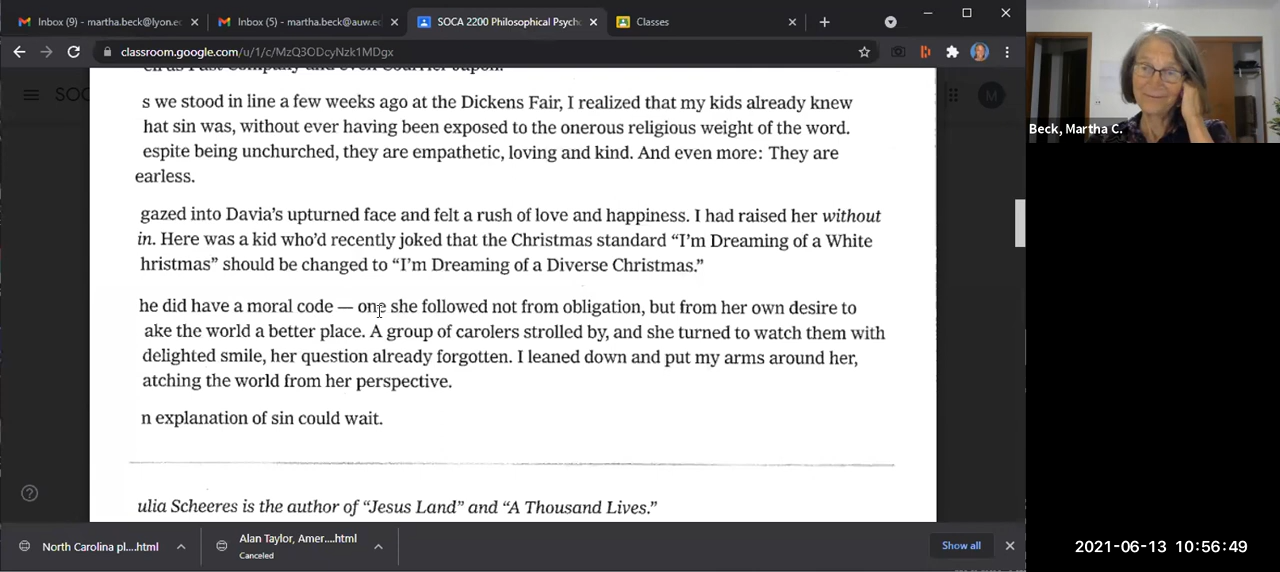 Inbox (9) - martha.beck@lyon.e
Inbox (5) - martha.beck@auw.e
SOCA 2200 Philosophical Psych
Classes
classroom.google.com/u/1/c/MzQ3ODcyNzk1MDgx
SOC
M
s we stood in line a few weeks ago at the Dickens Fair, I realized that my kids already knew
hat sin was, without ever having been exposed to the onerous religious weight of the word.
espite being unchurched, they are empathetic, loving and kind. And even more: They are
earless.
gazed into Davia's upturned face and felt a rush of love and happiness. I had raised her without
in. Here was a kid who'd recently joked that the Christmas standard “I'm Dreaming of a White
hristmas” should be changed to “I'm Dreaming of a Diverse Christmas.”
he did have a moral code — one she followed not from obligation, but from her own desire to
ake the world a better place. A group of carolers strolled by, and she turned to watch them with
delighted smile, her question already forgotten. I leaned down and put my arms around her,
atching the world from her perspective.
n explanation of sin could wait.
ulia Scheeres is the author of “Jesus Land” and “A Thousand Lives.”
North Carolina pl....html
Alan Taylor, Amer....html
Canceled
Show all
Beck, Martha C.
2021-06-13 10:56:49